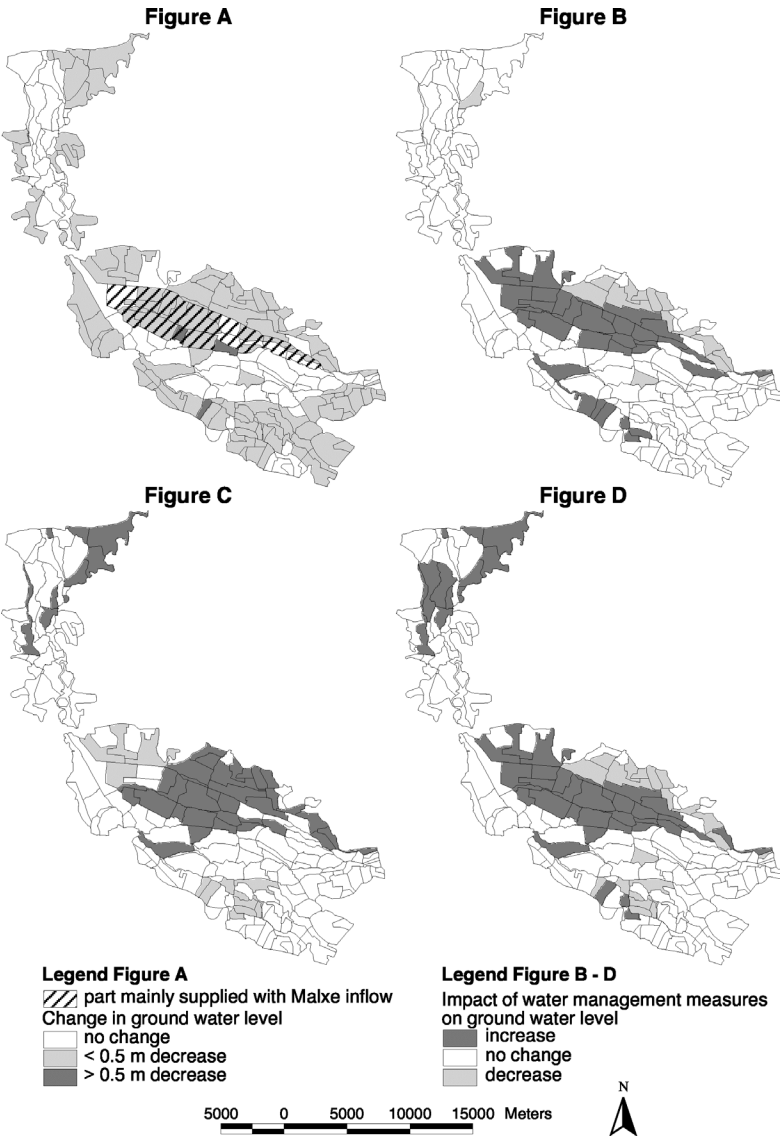 Figure A
Figure B
Figure C
Figure D
Legend Figure A
part mainly supplied with Malxe inflow
Change in ground water level
no change
< 0.5 m decrease
> 0.5 m decrease
Legend Figure B - D
Impact of water management measures
on ground water level
increase
no change
decrease
N
5000 0 5000 10000 15000 Meters